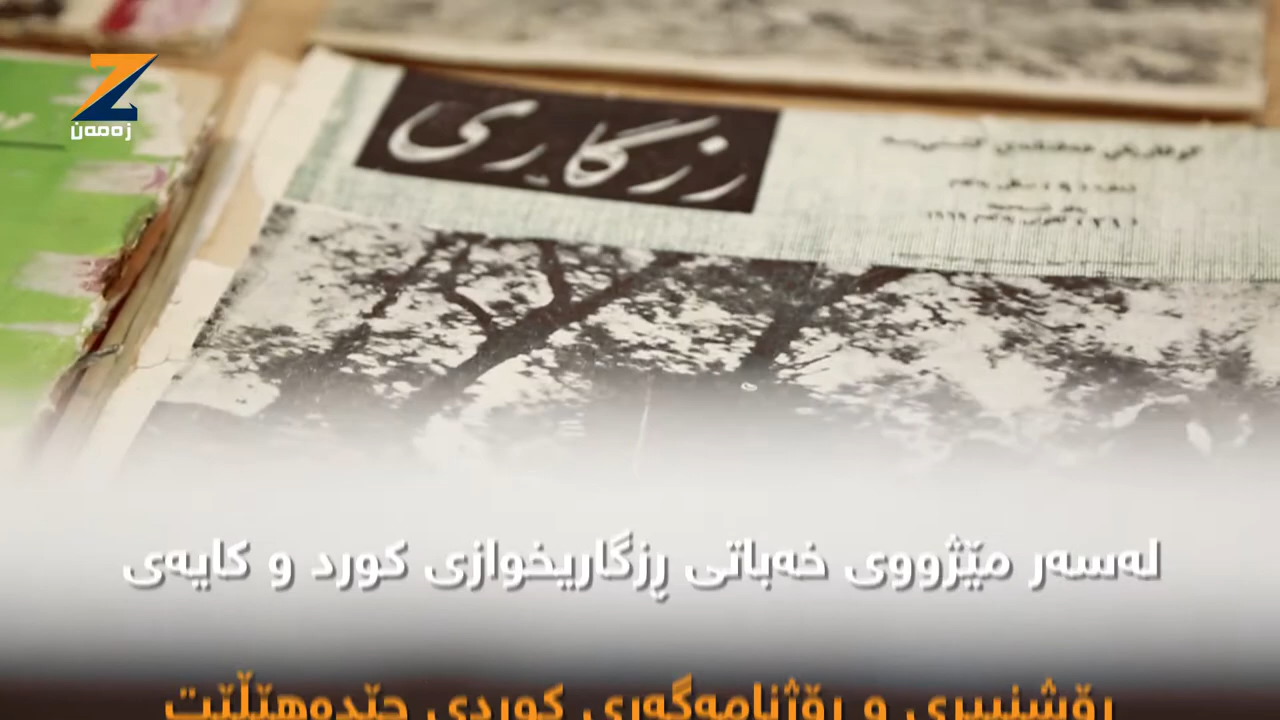 زەمەن
رزگاری
لەسەر مێژووی خەباتی ڕزگاریخوازی کورد و کایەی
ڕۆشنبیری و ڕۆژنامەگەری کوردی جێدەهێڵێت